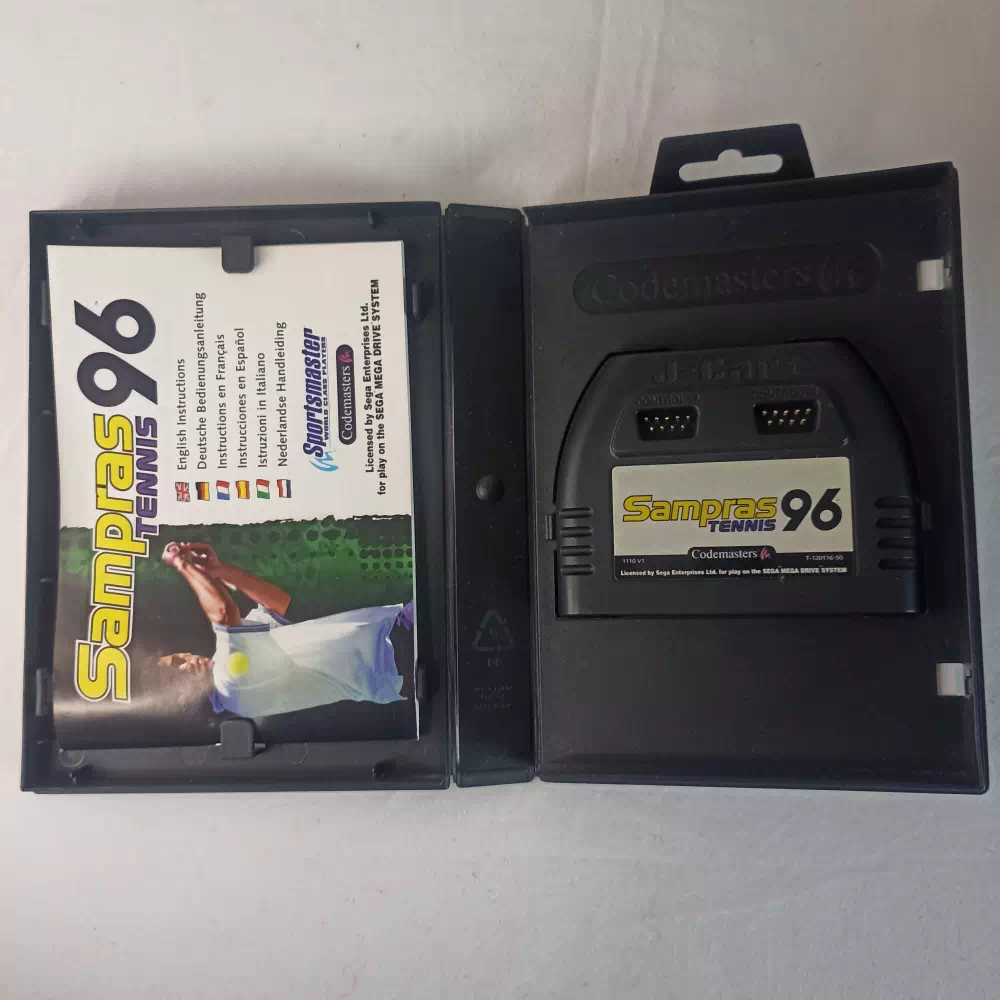 Sampras
TENNIS 96
English Instructions
Deutsche Bedienungsanleitung
Instructions en Français
Instrucciones en Español
Istruzioni in Italiano
Nederlandse Handleiding
Sportsmaster
WORLD CLASS PLAYERS
Codemasters
Licensed by Sega Enterprises Ltd.
for play on the SEGA MEGA DRIVE SYSTEM
Codemasters
J-Cart
Sampras
TENNIS 96
Codemasters
1110 V1
T-120116-50
Licensed by Sega Enterprises Ltd. for play on the SEGA MEGA DRIVE SYSTEM